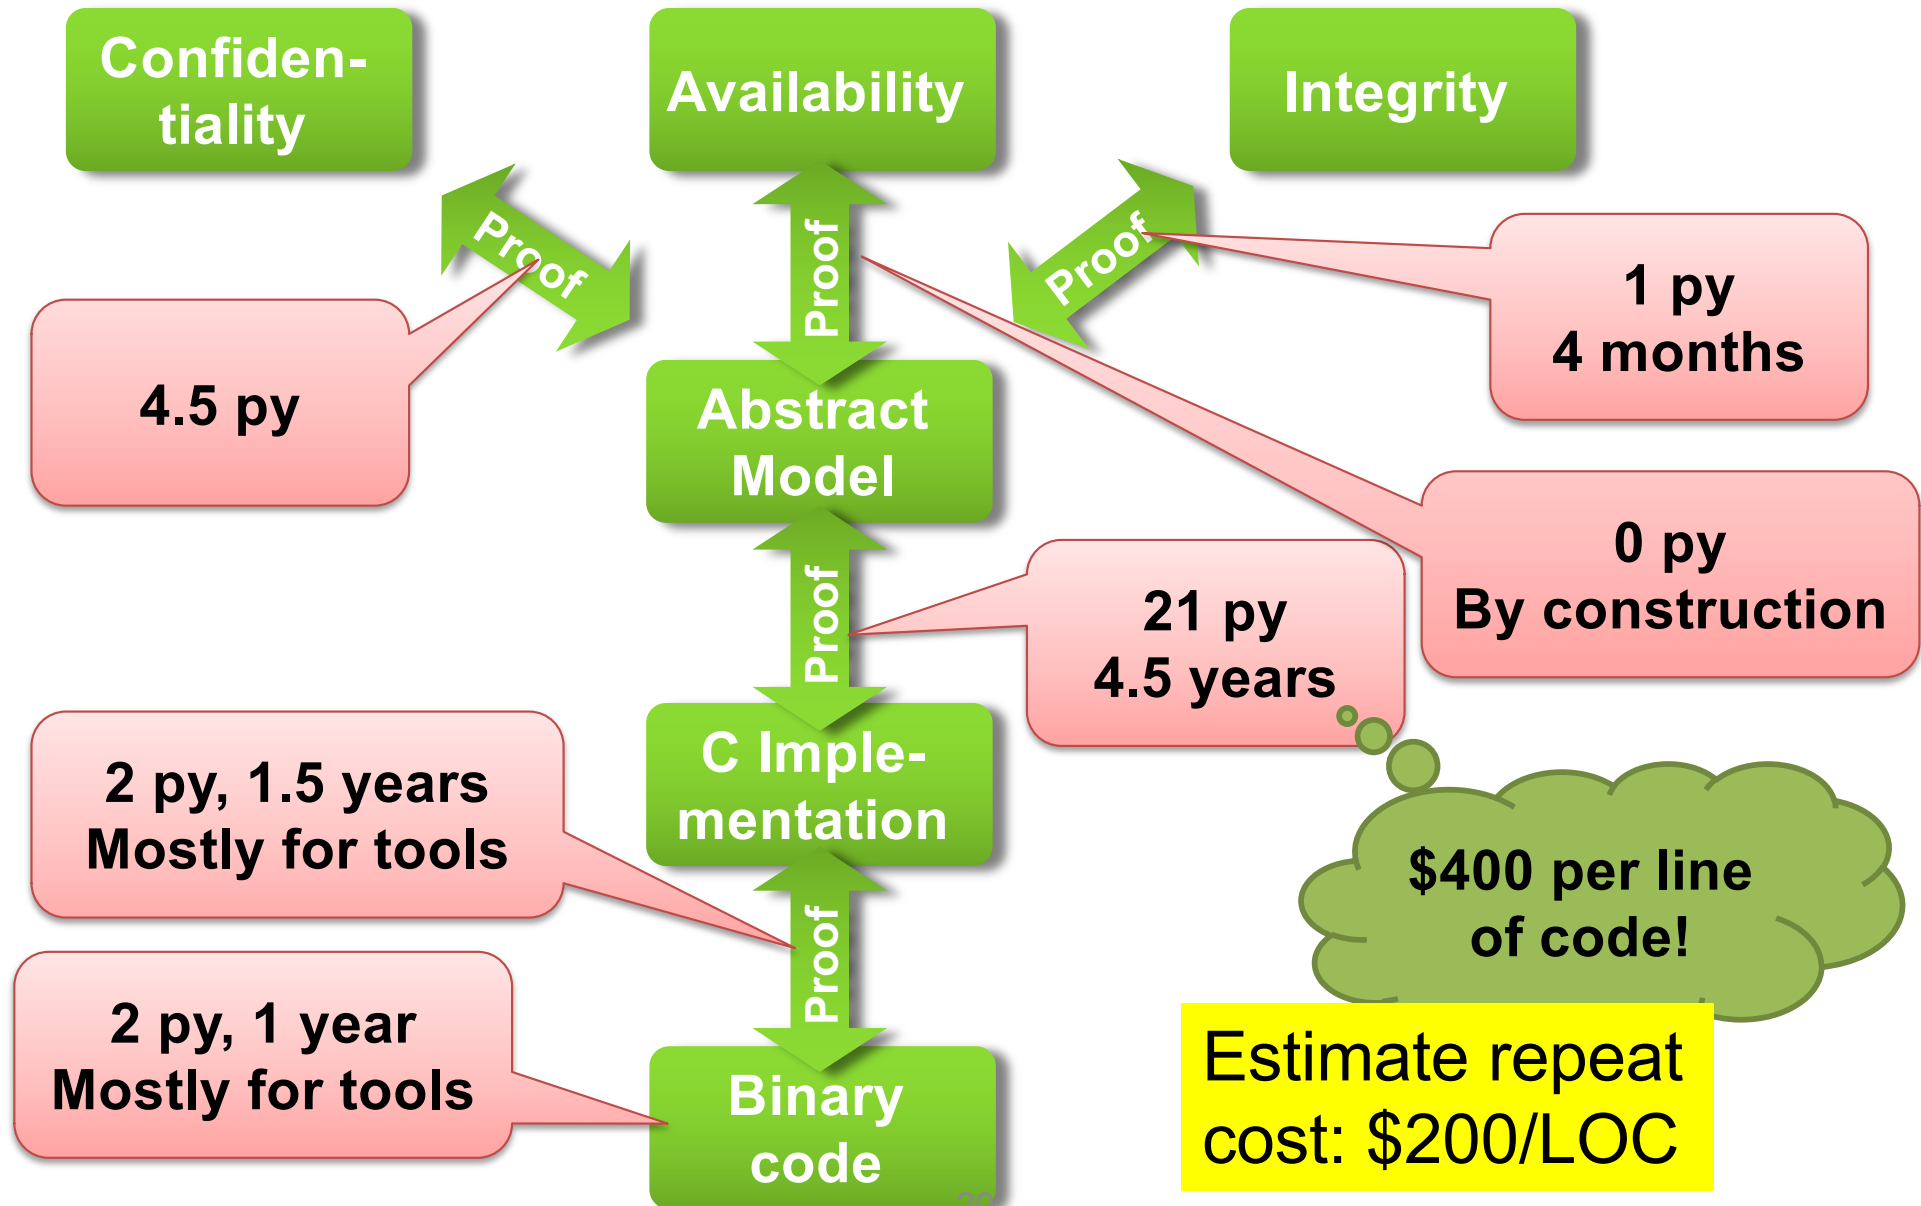 Confiden-
tiality
Availability
Integrity
Proof
Proof
Proof
1 py
4 months
4.5 py
Abstract
Model
0 py
By construction
Proof
21 py
4.5 years
C Imple-
mentation
2 py, 1.5 years
Mostly for tools
$400 per line
of code!
Proof
2 py, 1 year
Mostly for tools
Binary
code
Estimate repeat
cost: $200/LOC